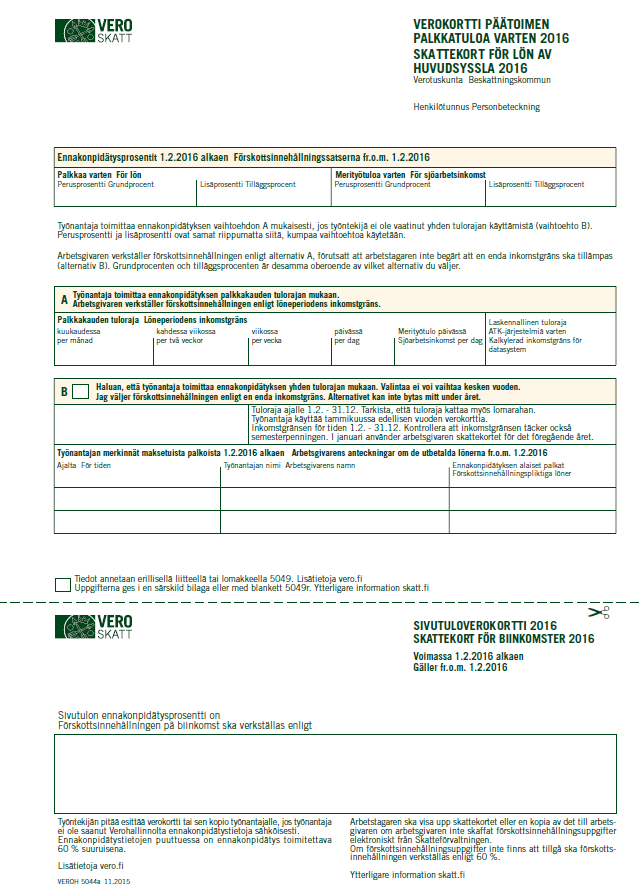 VERO
SKATT
VEROKORTTI PÄÄTOIMEN
PALKKATULOA VARTEN 2016
SKATTEKORT FÖR LÖN AV
HUVUDSYSSLA 2016
Verotuskunta Beskattningskommun
Henkilötunnus Personbeteckning
Ennakonpidätysprosentit 1.2.2016 alkaen Förskottsinnehållningssatserna fr.o.m. 1.2.2016
Palkkaa varten För lön
Merityötuloa varten För sjöarbetsinkomst
Perusprosentti Grundprocent
Lisäprosentti Tilläggsprocent
Perusprosentti Grundprocent
Lisäprosentti Tilläggsprocent
Työnantaja toimittaa ennakonpidätyksen vaihtoehdon A mukaisesti, jos työntekijä ei ole vaatinut yhden tulorajan käyttämistä (vaihtoehto B).
Perusprosentti ja lisäprosentti ovat samat riippumatta siitä, kumpaa vaihtoehtoa käytetään.
Arbetsgivaren verkställer förskottsinnehållningen enligt alternativ A, förutsatt att arbetstagaren inte begärt att en enda inkomstgräns ska tillämpas
(alternativ B). Grundprocenten och tilläggsprocenten är desamma oberoende av vilket alternativ du väljer.
A Työnantaja toimittaa ennakonpidätyksen palkkakauden tulorajan mukaan.
Arbetsgivaren verkställer förskottsinnehållningen enligt löneperiodens inkomstgräns.
Palkkakauden tuloraja Löneperiodens inkomstgräns
kuukaudessa
per månad
kahdessa viikossa
per två veckor
viikossa
per vecka
päivässä
per dag
Merityötulo päivässä
Sjöarbetsinkomst per dag
Laskennallinen tuloraja
ATK-järjestelmiä varten
Kalkylerad inkomstgräns för
datasystem
B Haluan, että työnantaja toimittaa ennakonpidätyksen yhden tulorajan mukaan. Valintaa ei voi vaihtaa kesken vuoden.
Jag väljer förskottsinnehållningen enligt en enda inkomstgräns. Alternativet kan inte bytas mitt under året.
Tuloraja ajalle 1.2. - 31.12. Tarkista, että tuloraja kattaa myös lomarahan.
Työnantaja käyttää tammikuussa edellisen vuoden verokorttia.
Inkomstgränsen för tiden 1.2. - 31.12. Kontrollera att inkomstgränsen täcker också
semesterpenningen. I januari använder arbetsgivaren skattekortet för det föregående året.
Työnantajan merkinnät maksetuista palkoista 1.2.2016 alkaen Arbetsgivarens anteckningar om de utbetalda lönerna fr.o.m. 1.2.2016
Ajalta För tiden
Työnantajan nimi Arbetsgivarens namn
Ennakonpidätyksen alaiset palkat
Förskottsinnehållningspliktiga löner
Tiedot annetaan erillisellä liitteellä tai lomakkeella 5049. Lisätietoja vero.fi
Uppgifterna ges i en särskild bilaga eller med blankett 5049r. Ytterligare information skatt.fi
VERO
SKATT
SIVUTULOVEROKORTTI 2016
SKATTEKORT FÖR BIINKOMSTER 2016
Voimassa 1.2.2016 alkaen
Gäller fr.o.m. 1.2.2016
Sivutulon ennakonpidätysprosentti on
Förskottsinnehållningen på biinkomst ska verkställas enligt
Työntekijän pitää esittää verokortti tai sen kopio työnantajalle, jos työnantaja
ei ole saanut Verohallinnolta ennakonpidätystietoja sähköisesti.
Ennakonpidätystietojen puuttuessa on ennakonpidätys toimitettava
60 % suuruisena.
Lisätietoja vero.fi
VEROH 5044a 11.2015
Arbetstagaren ska visa upp skattekortet eller en kopia av det till arbets-
givaren om arbetsgivaren inte skaffat förskottsinnehållningsuppgifter
elektroniskt från Skatteförvaltningen.
Om förskottsinnehållningsuppgifter inte finns att tillgå ska förskotts-
innehållningen verkställas enligt 60 %.
Ytterligare information skatt.fi